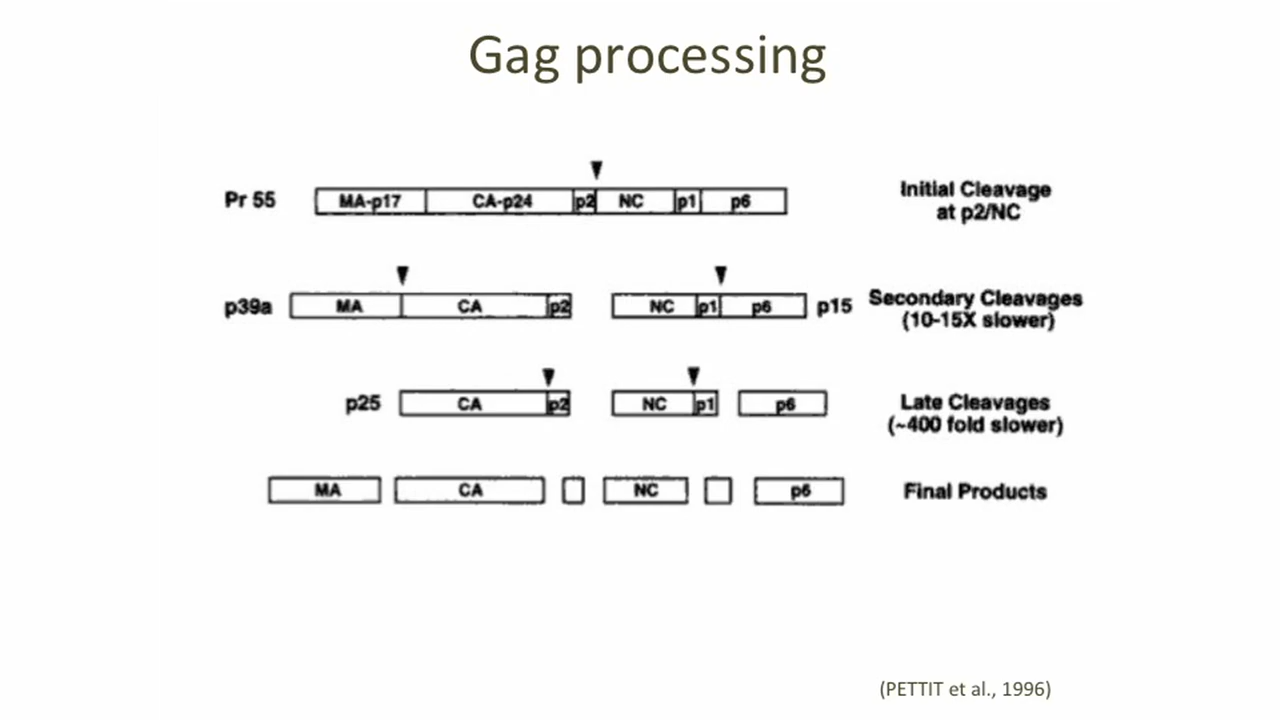 Gag processing
Pr 55 MA-p17 CA-p24 p2 NC p1 p6 Initial Cleavage
at p2/NC
p39a MA CA p2 NC p1 p6 p15 Secondary Cleavages
(10-15X slower)
p25 CA p2 NC p1 p6 Late Cleavages
(~400 fold slower)
MA CA NC p6 Final Products
(PETTIT et al., 1996)